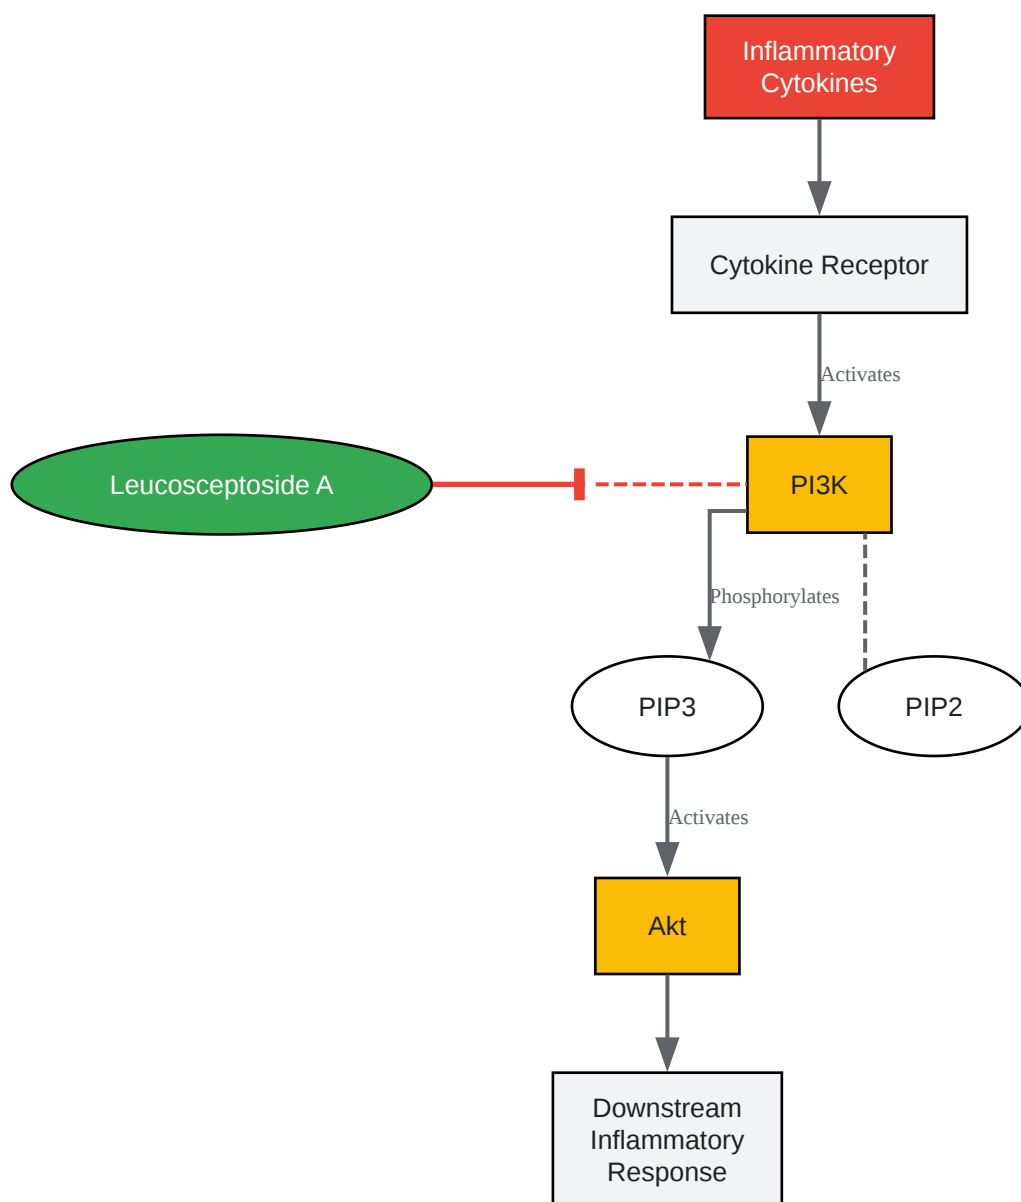 Inflammatory
Cytokines
Cytokine Receptor
Activates
Leucosceptoside A
PI3K
Phosphorylates
PIP3
PIP2
Activates
Akt
Downstream
Inflammatory
Response